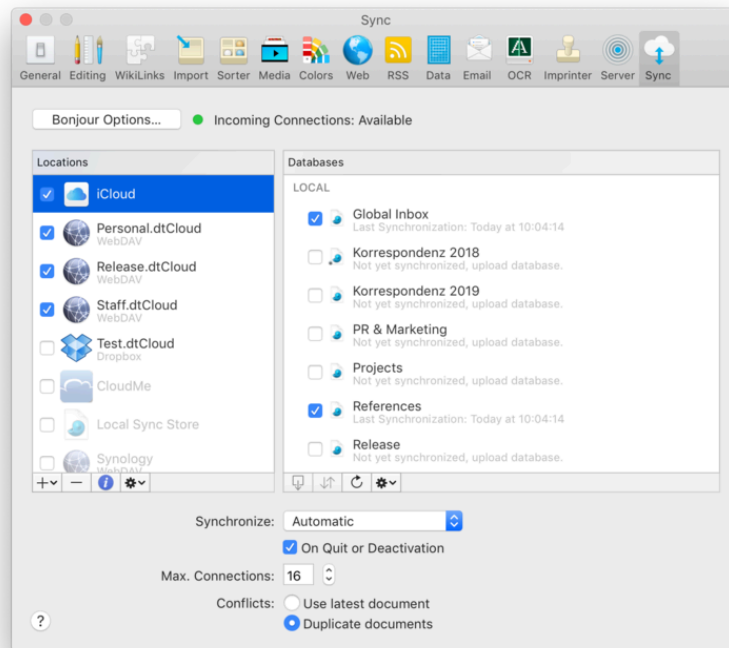 Sync
General Editing WikiLinks Import Sorter Media Colors Web RSS Data Email OCR Imprinter Server Sync
Bonjour Options...
Incoming Connections: Available
Locations
iCloud
Personal.dtCloud
WebDAV
Release.dtCloud
WebDAV
Staff.dtCloud
WebDAV
Test.dtCloud
Dropbox
CloudMe
Local Sync Store
Synology
WebDAV
Databases
LOCAL
Global Inbox
Last Synchronization: Today at 10:04:14
Korrespondenz 2018
Not yet synchronized, upload database.
Korrespondenz 2019
Not yet synchronized, upload database.
PR & Marketing
Not yet synchronized, upload database.
Projects
Not yet synchronized, upload database.
References
Last Synchronization: Today at 10:04:14
Release
Not yet synchronized, upload database.
Synchronize: Automatic
On Quit or Deactivation
Max. Connections: 16
Conflicts: Use latest document
Duplicate documents
?